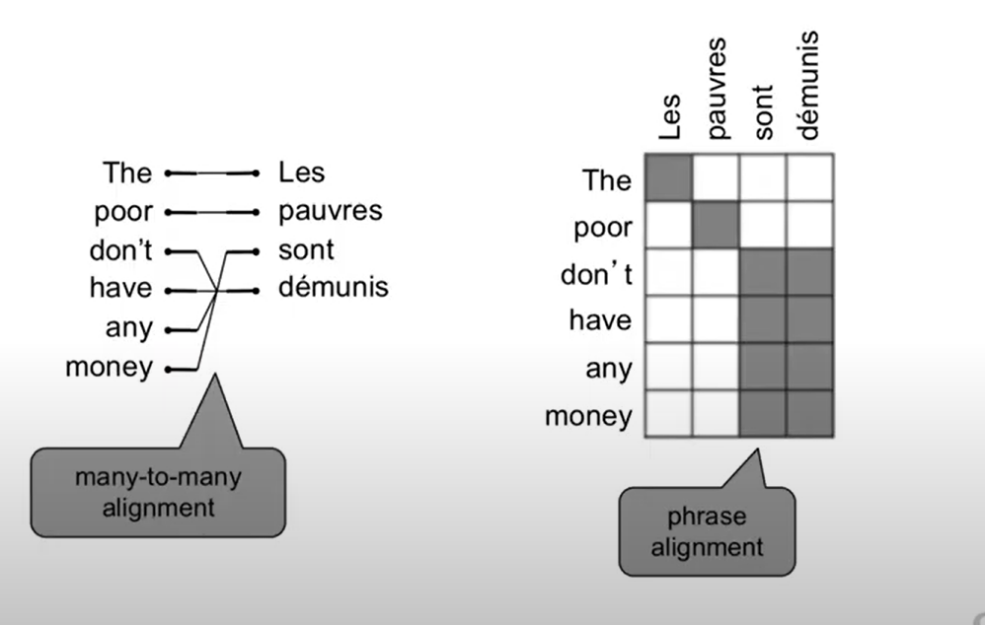 The Les
poor pauvres
don't sont
have démunis
any
money
many-to-many
alignment
Les pauvres sont démunis
The
poor
don't
have
any
money
phrase
alignment